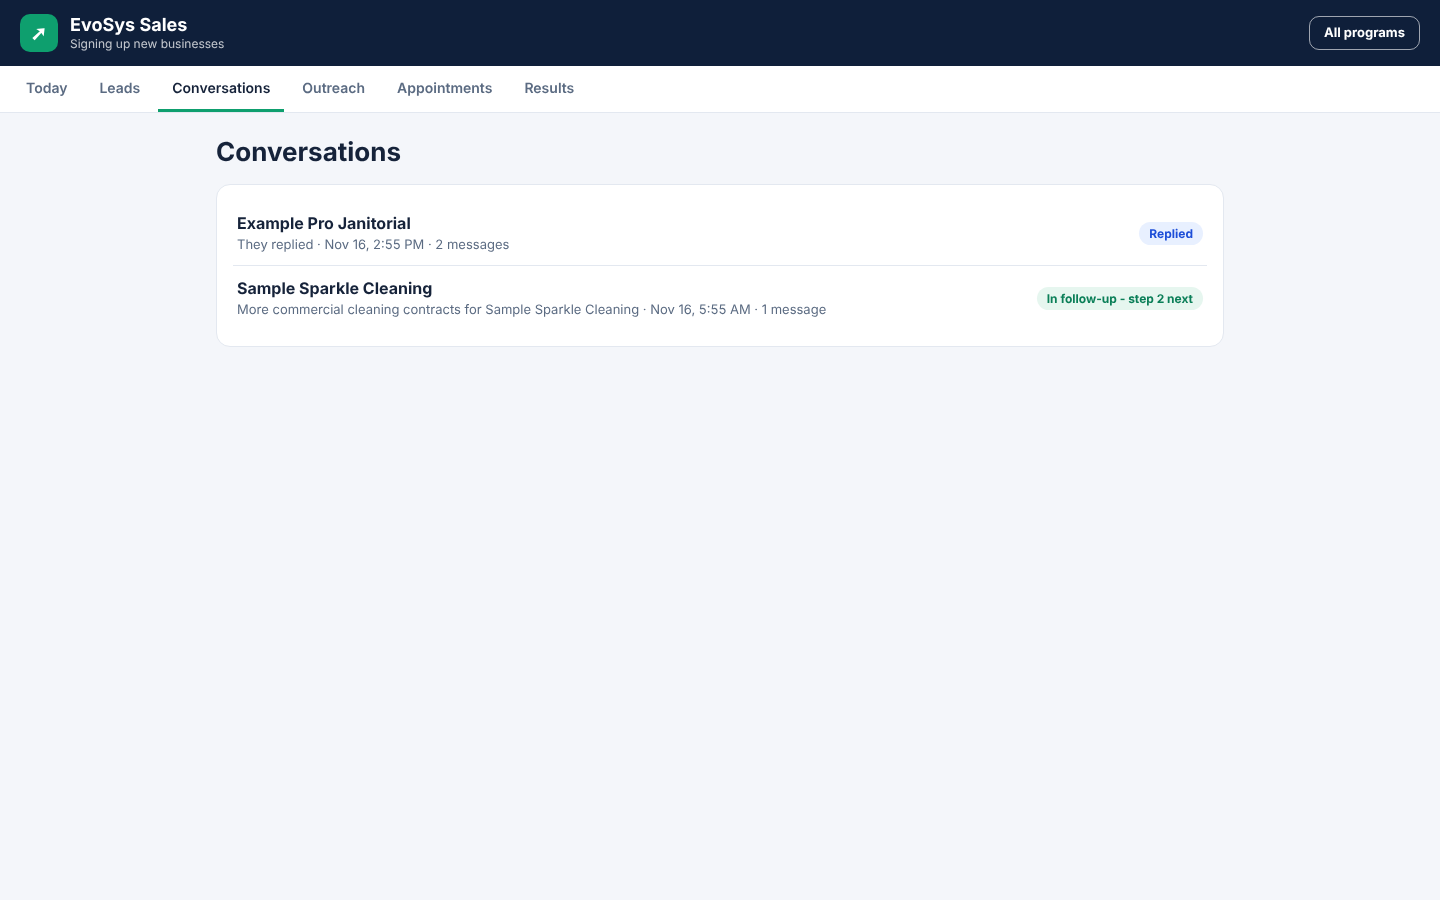 EvoSys Sales
Signing up new businesses
All programs
Today
Leads
Conversations
Outreach
Appointments
Results
Conversations
Example Pro Janitorial
They replied · Nov 16, 2:55 PM · 2 messages
Replied
Sample Sparkle Cleaning
More commercial cleaning contracts for Sample Sparkle Cleaning · Nov 16, 5:55 AM · 1 message
In follow-up - step 2 next